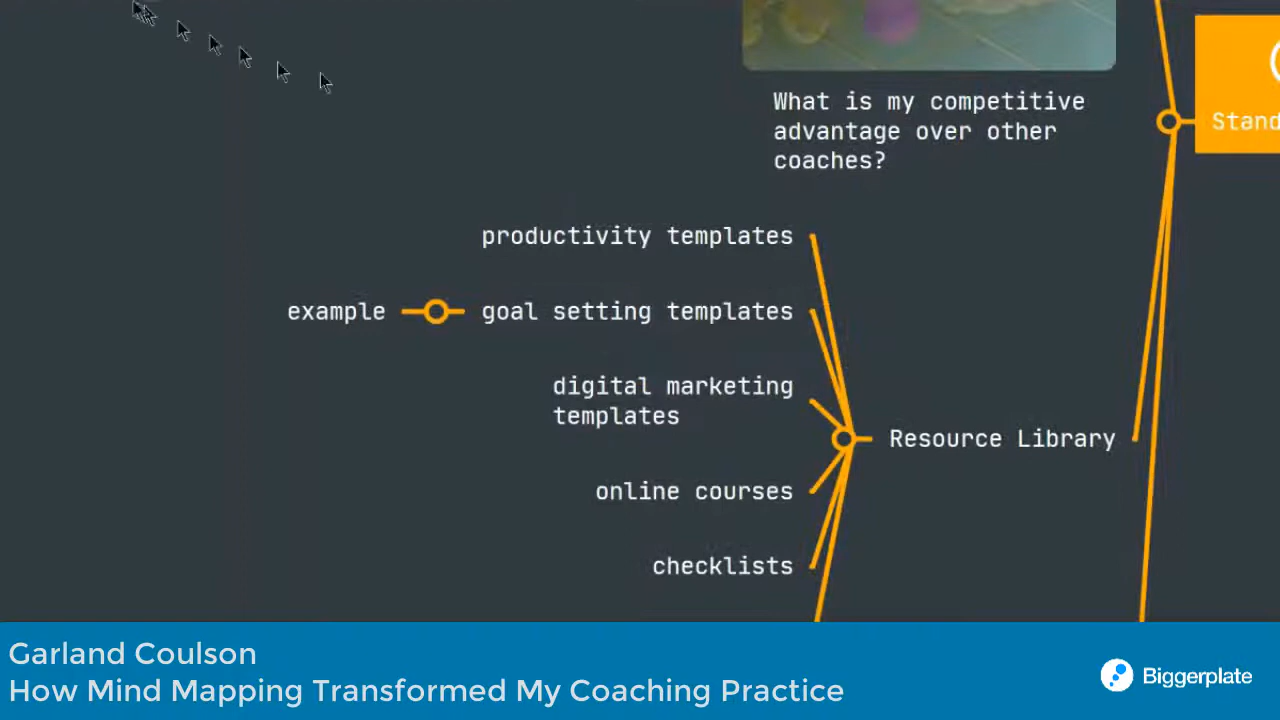 What is my competitive
advantage over other
coaches?
Stand
productivity templates
example
goal setting templates
digital marketing
templates
Resource Library
online courses
checklists
Garland Coulson
How Mind Mapping Transformed My Coaching Practice
Biggerplate